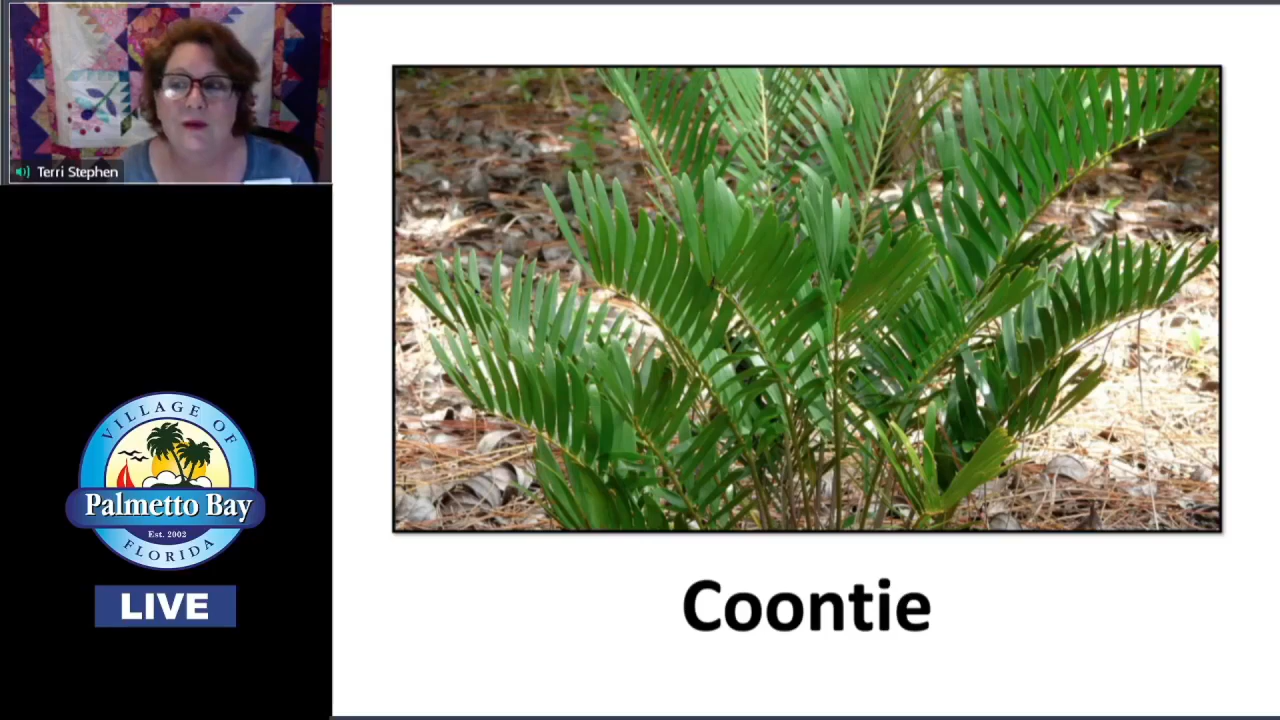 Terri Stephen
VILLAGE OF
Palmetto Bay
Est. 2002
FLORIDA
LIVE
Coontie